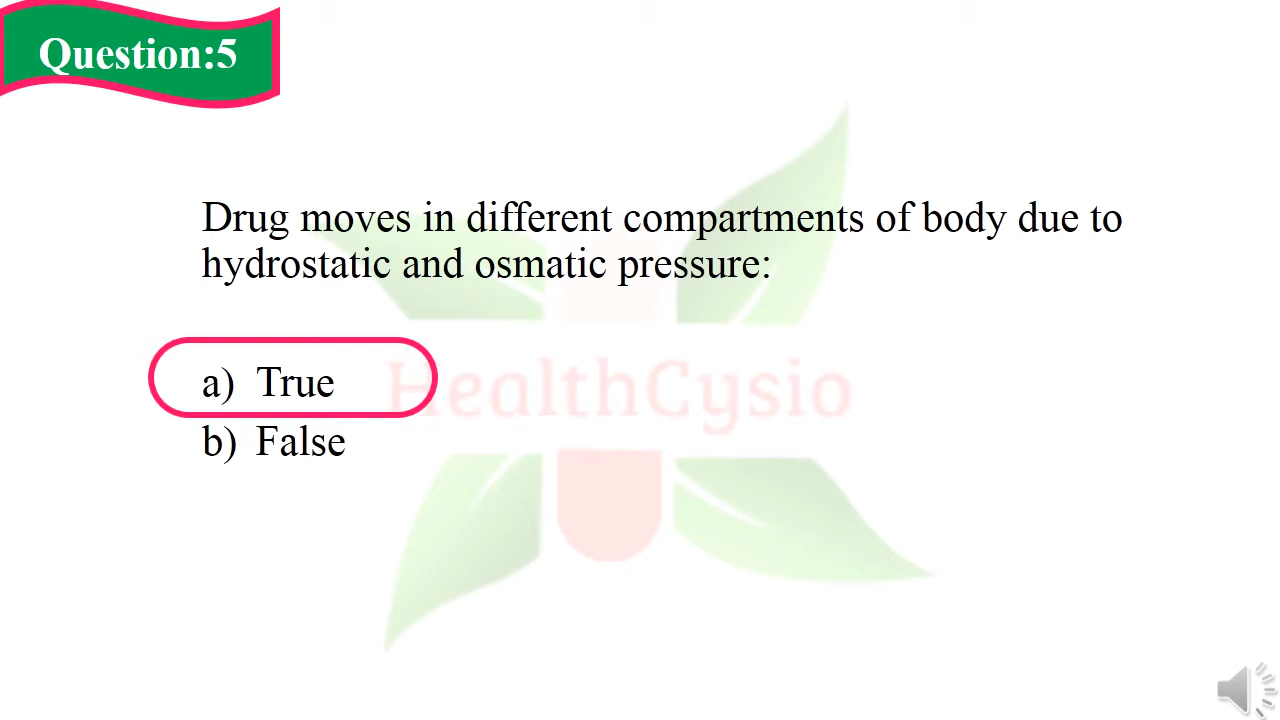 Question:5
Drug moves in different compartments of body due to
hydrostatic and osmatic pressure:
a) True
HealthCysio
b) False